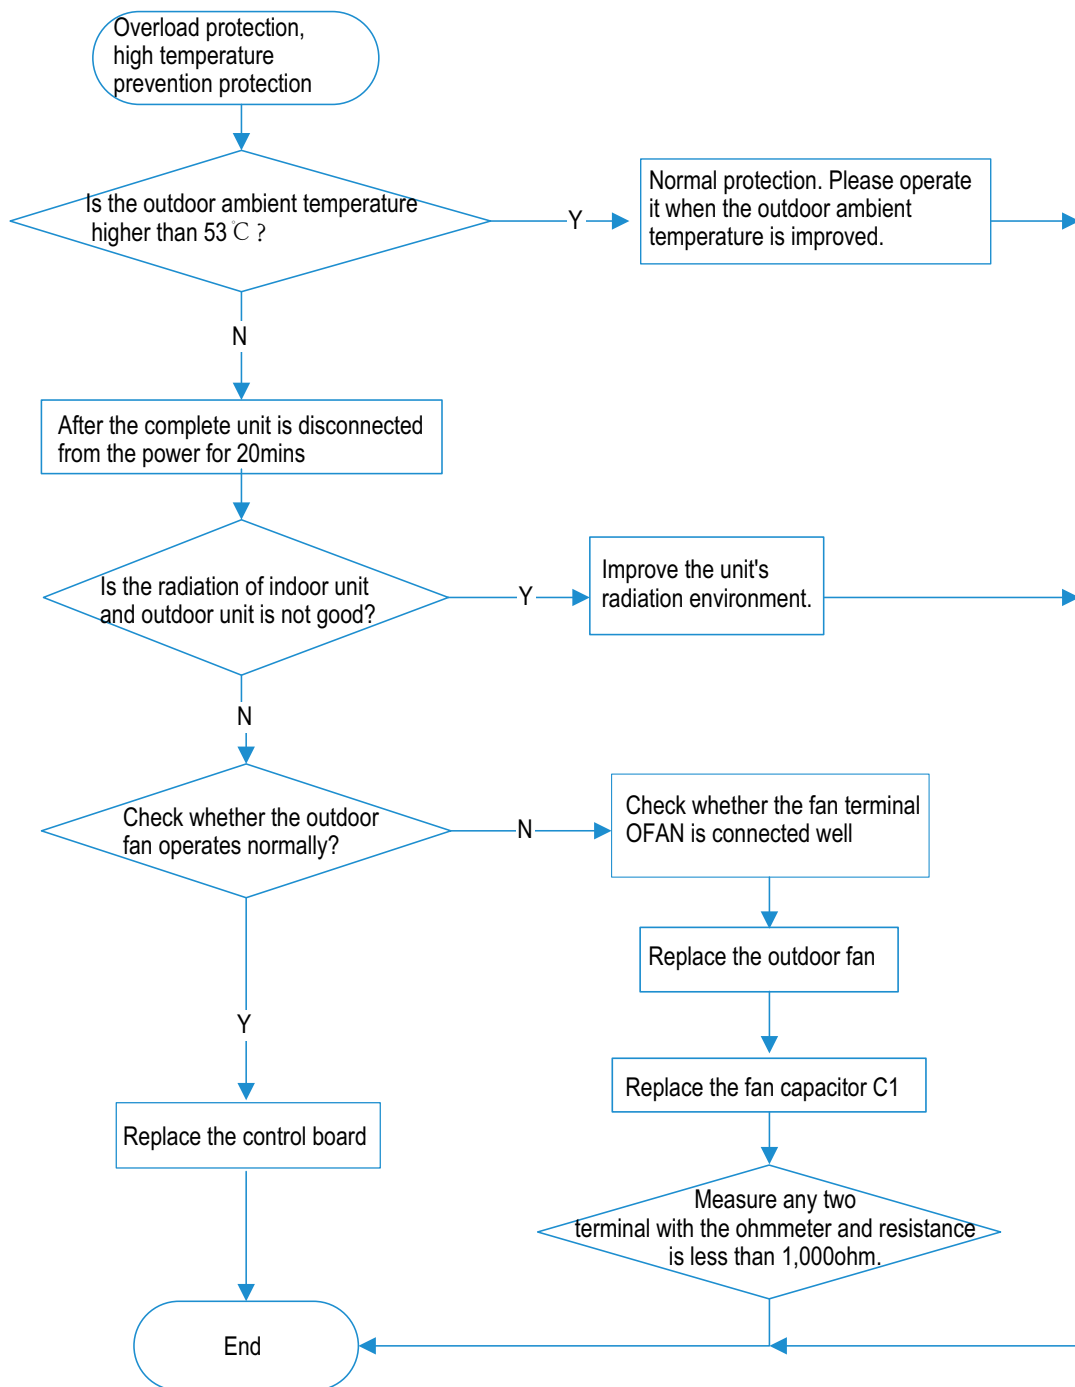 Overload protection,
high temperature
prevention protection
Is the outdoor ambient temperature
higher than 53℃ ?
Y
Normal protection. Please operate
it when the outdoor ambient
temperature is improved.
N
After the complete unit is disconnected
from the power for 20mins
Is the radiation of indoor unit
and outdoor unit is not good?
Y
Improve the unit's
radiation environment.
N
Check whether the outdoor
fan operates normally?
N
Check whether the fan terminal
OFAN is connected well
Replace the outdoor fan
Y
Replace the fan capacitor C1
Replace the control board
Measure any two
terminal with the ohmmeter and resistance
is less than 1,000ohm.
End